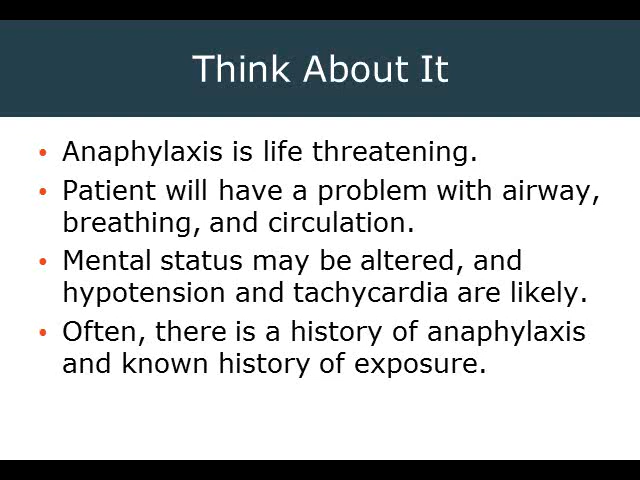 Think About It
• Anaphylaxis is life threatening.
• Patient will have a problem with airway,
breathing, and circulation.
• Mental status may be altered, and
hypotension and tachycardia are likely.
• Often, there is a history of anaphylaxis
and known history of exposure.